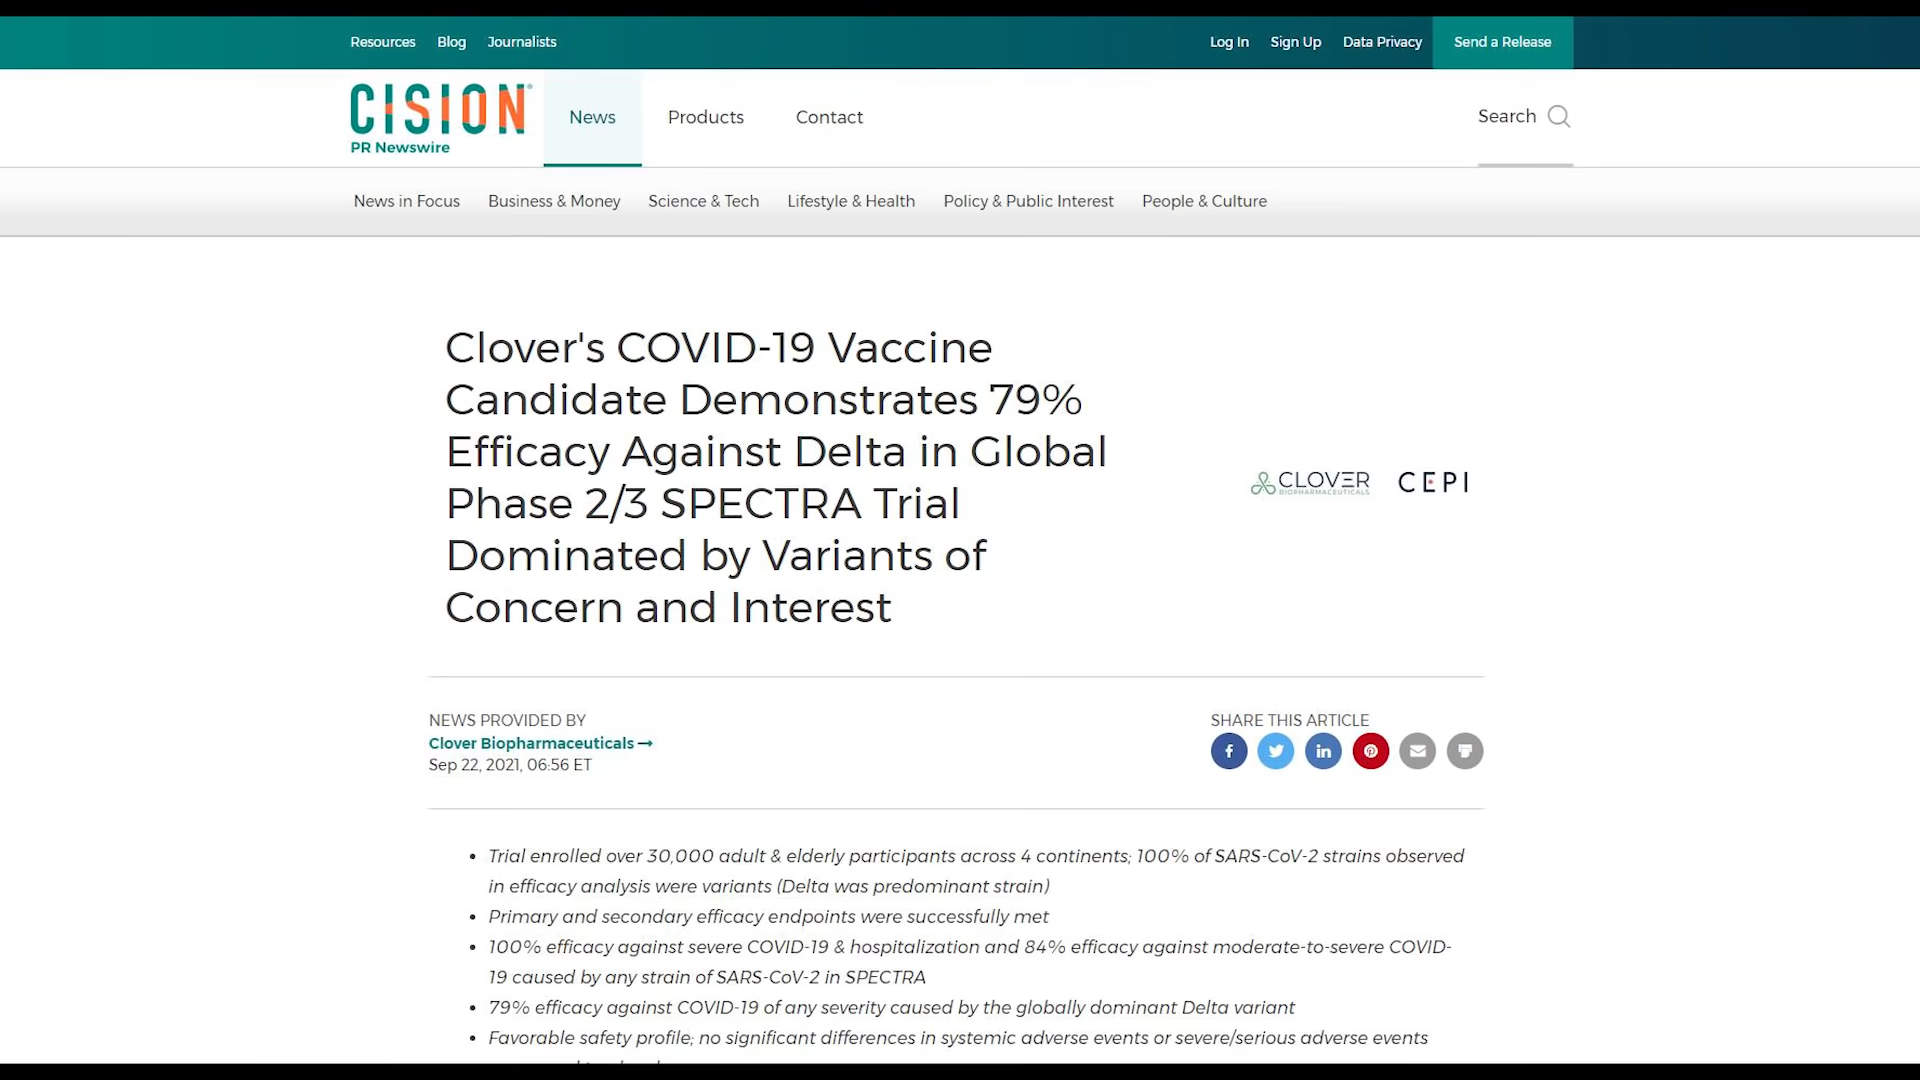 Resources Blog Journalists Log In Sign Up Data Privacy Send a Release
CISION
PR Newswire
News Products Contact Search
News in Focus Business & Money Science & Tech Lifestyle & Health Policy & Public Interest People & Culture
Clover's COVID-19 Vaccine
Candidate Demonstrates 79%
Efficacy Against Delta in Global
Phase 2/3 SPECTRA Trial
Dominated by Variants of
Concern and Interest
CLOVER
BIOPHARMACEUTICALS
CEPI
NEWS PROVIDED BY
Clover Biopharmaceuticals →
Sep 22, 2021, 06:56 ET
SHARE THIS ARTICLE
• Trial enrolled over 30,000 adult & elderly participants across 4 continents; 100% of SARS-CoV-2 strains observed
in efficacy analysis were variants (Delta was predominant strain)
• Primary and secondary efficacy endpoints were successfully met
• 100% efficacy against severe COVID-19 & hospitalization and 84% efficacy against moderate-to-severe COVID-
19 caused by any strain of SARS-CoV-2 in SPECTRA
• 79% efficacy against COVID-19 of any severity caused by the globally dominant Delta variant
• Favorable safety profile; no significant differences in systemic adverse events or severe/serious adverse events